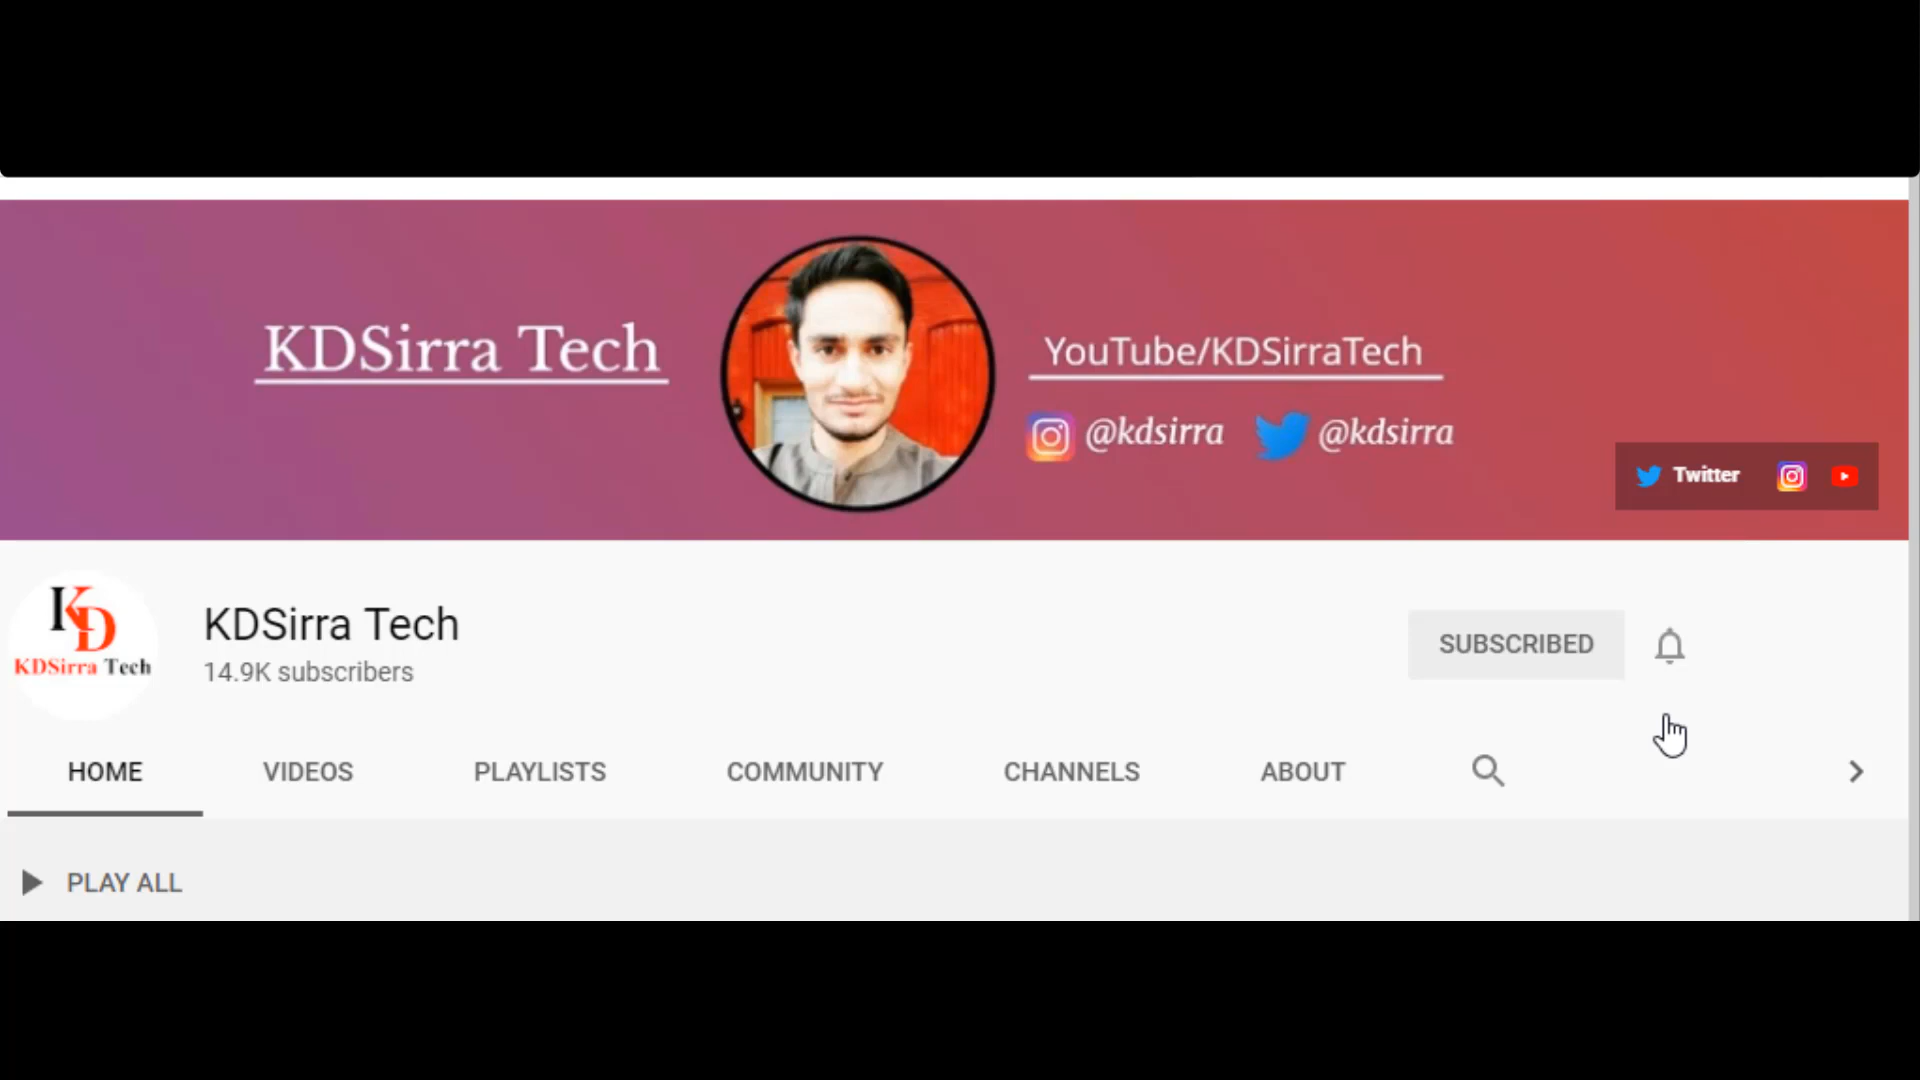 KDSirra Tech
YouTube/KDSirraTech
@kdsirra @kdsirra
Twitter
KD
KDSirra Tech
KDSirra Tech
14.9K subscribers
SUBSCRIBED
HOME VIDEOS PLAYLISTS COMMUNITY CHANNELS ABOUT
PLAY ALL